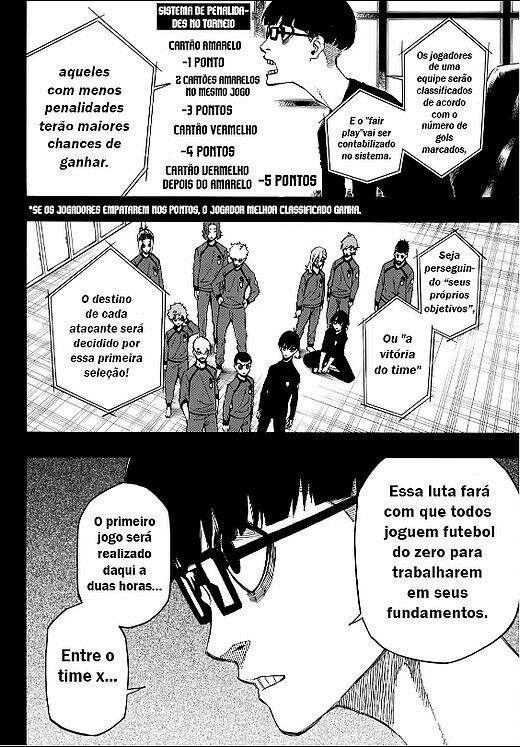 Os jogadores
de uma
equipe serão
classificados
de acordo
com o
número de
gols
marcados,
E o "fair
play"vai ser
contabilizado
no sistema.
SISTEMA DE PENALIDA-
DES NO TORNEIO
CARTÃO AMARELO
-1 PONTO
2 CARTÕES AMARELOS
NO MESMO JOGO
-3 PONTOS
CARTÃO VERMELHO
-4 PONTOS
CARTÃO VERMELHO
DEPOIS DO AMARELO -5 PONTOS
aqueles
com menos
penalidades
terão maiores
chances de
ganhar.
*SE OS JOGADORES EMPATAREM NOS PONTOS, O JOGADOR MELHOR CLASSIFICADO GANHA.
Seja
perseguin-
do “seus
próprios
objetivos”,
Ou "a
vitória
do time"
O destino
de cada
atacante será
decidido por
essa primeira
seleção!
Essa luta fará
com que todos
joguem futebol
do zero para
trabalharem
em seus
fundamentos.
O primeiro
jogo será
realizado
daqui a
duas horas...
Entre o
time x...